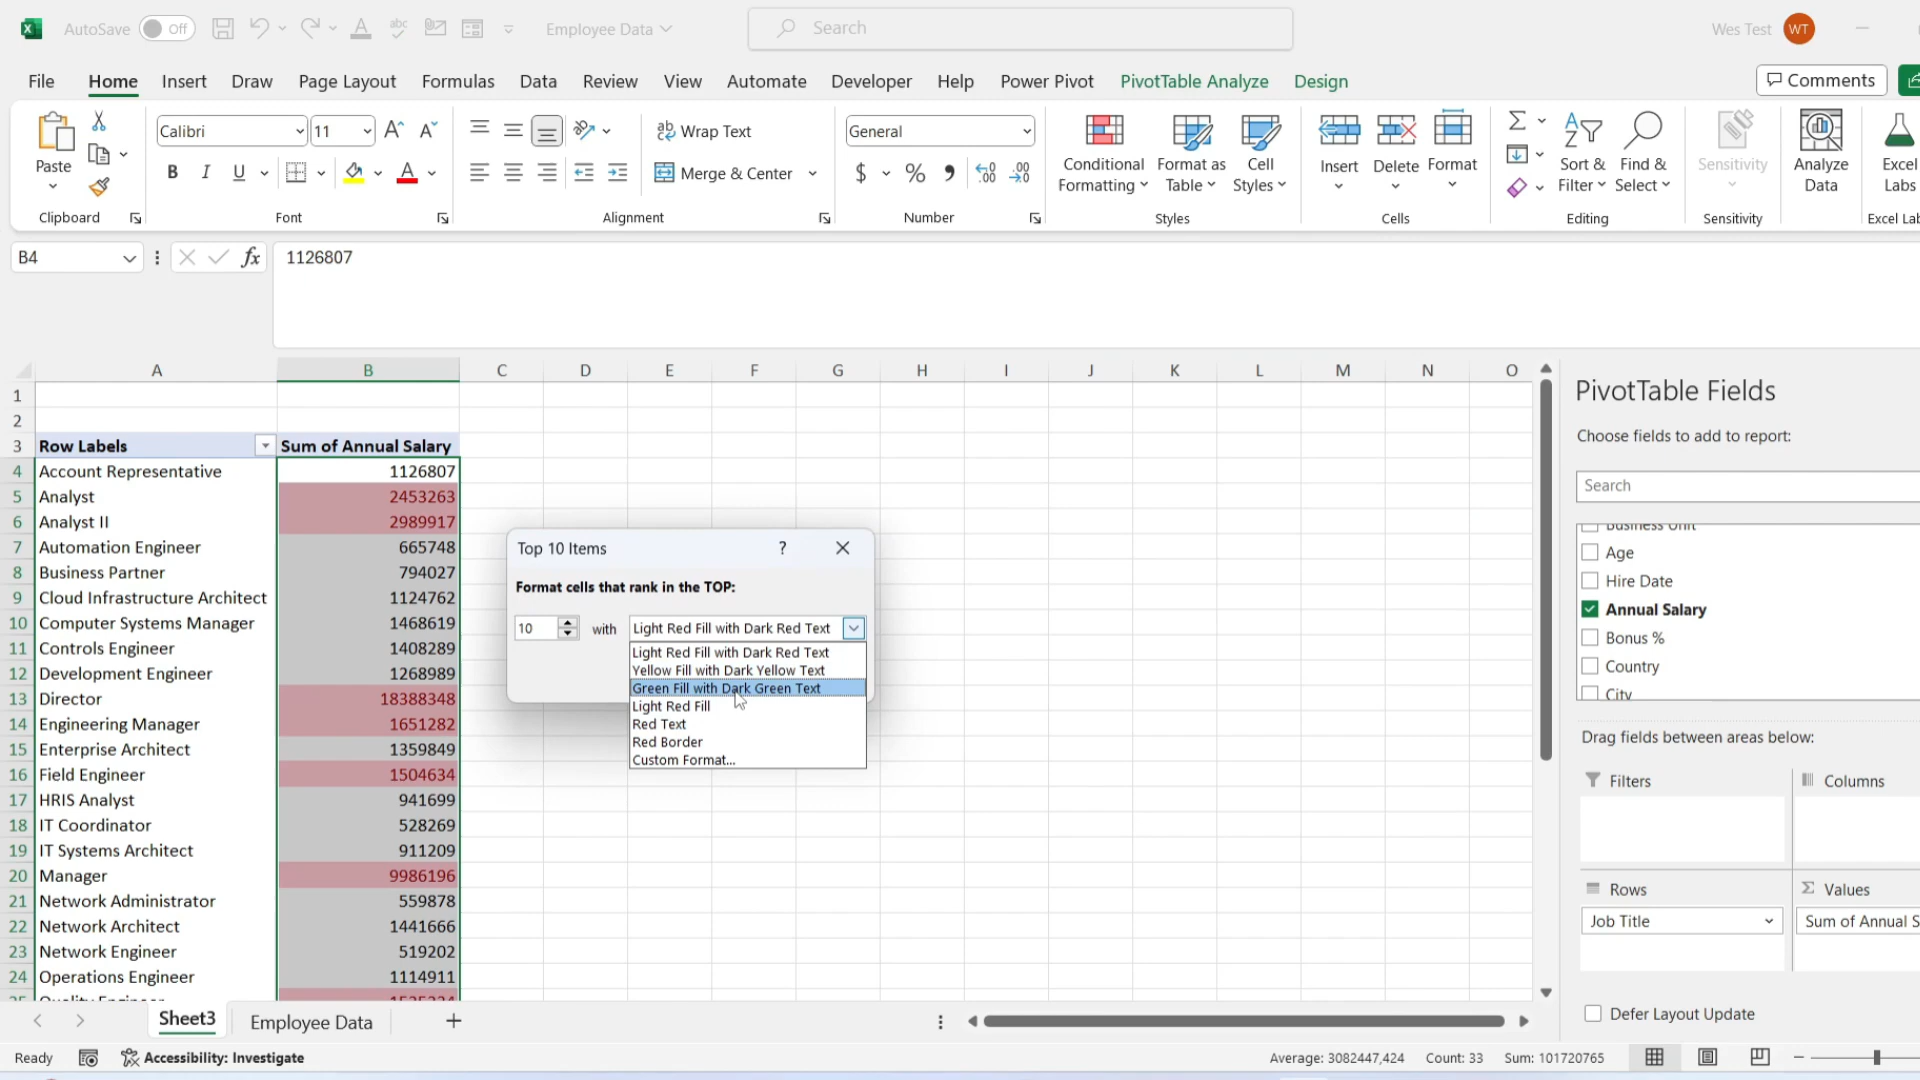 AutoSave Off Employee Data Search Wes Test WT
File Home Insert Draw Page Layout Formulas Data Review View Automate Developer Help Power Pivot PivotTable Analyze Design Comments
Paste Calibri 11 Wrap Text General Conditional Formatting Format as Table Cell Styles Insert Delete Format Sort & Filter Find & Select Sensitivity Analyze Data Excel Labs
B I U Merge & Center $ %
Clipboard Font Alignment Number Styles Cells Editing Sensitivity Excel Lab
B4 fx 1126807
A B C D E F G H I J K L M N O
1
2
3 Row Labels Sum of Annual Salary
4 Account Representative 1126807
5 Analyst 2453263
6 Analyst II 2989917
7 Automation Engineer 665748
8 Business Partner 794027
9 Cloud Infrastructure Architect 1124762
10 Computer Systems Manager 1468619
11 Controls Engineer 1408289
12 Development Engineer 1268989
13 Director 18388348
14 Engineering Manager 1651282
15 Enterprise Architect 1359849
16 Field Engineer 1504634
17 HRIS Analyst 941699
18 IT Coordinator 528269
19 IT Systems Architect 911209
20 Manager 9986196
21 Network Administrator 559878
22 Network Architect 1441666
23 Network Engineer 519202
24 Operations Engineer 1114911
Top 10 Items ?
Format cells that rank in the TOP:
10 with Light Red Fill with Dark Red Text
Light Red Fill with Dark Red Text
Yellow Fill with Dark Yellow Text
Green Fill with Dark Green Text
Light Red Fill
Red Text
Red Border
Custom Format...
PivotTable Fields
Choose fields to add to report:
Search
Business Unit
Age
Hire Date
Annual Salary
Bonus %
Country
City
Drag fields between areas below:
Filters Columns
Rows Values
Job Title Sum of Annual S
Defer Layout Update
Sheet3 Employee Data
Ready Accessibility: Investigate Average: 3082447,424 Count: 33 Sum: 101720765